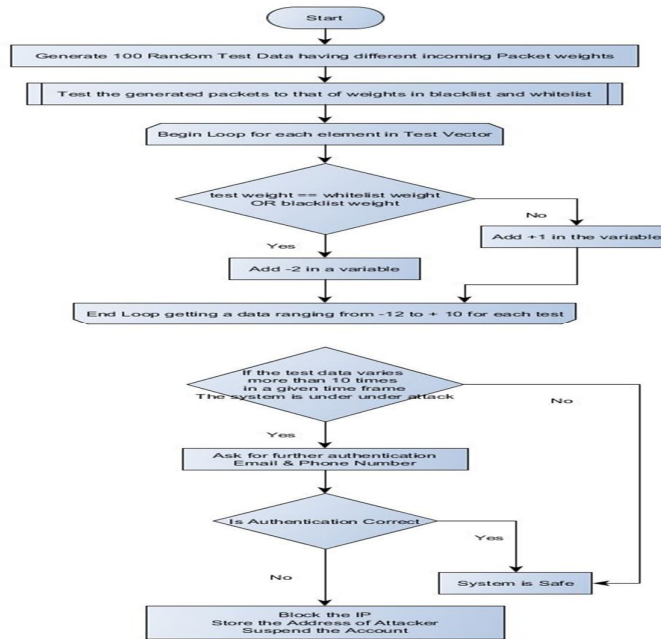 Start
Generate 100 Random Test Data having different incoming Packet weights
Test the generated packets to that of weights in blacklist and whitelist
Begin Loop for each element in Test Vector
test weight == whitelist weight
OR blacklist weight
No
Yes
Add +1 in the variable
Add -2 in a variable
End Loop getting a data ranging from -12 to + 10 for each test
If the test data varies
more than 10 times
in a given time frame
The system is under under attack
No
Yes
Ask for further authentication
Email & Phone Number
Is Authentication Correct
Yes
No
System is Safe
Block the IP
Store the Address of Attacker
Suspend the Account